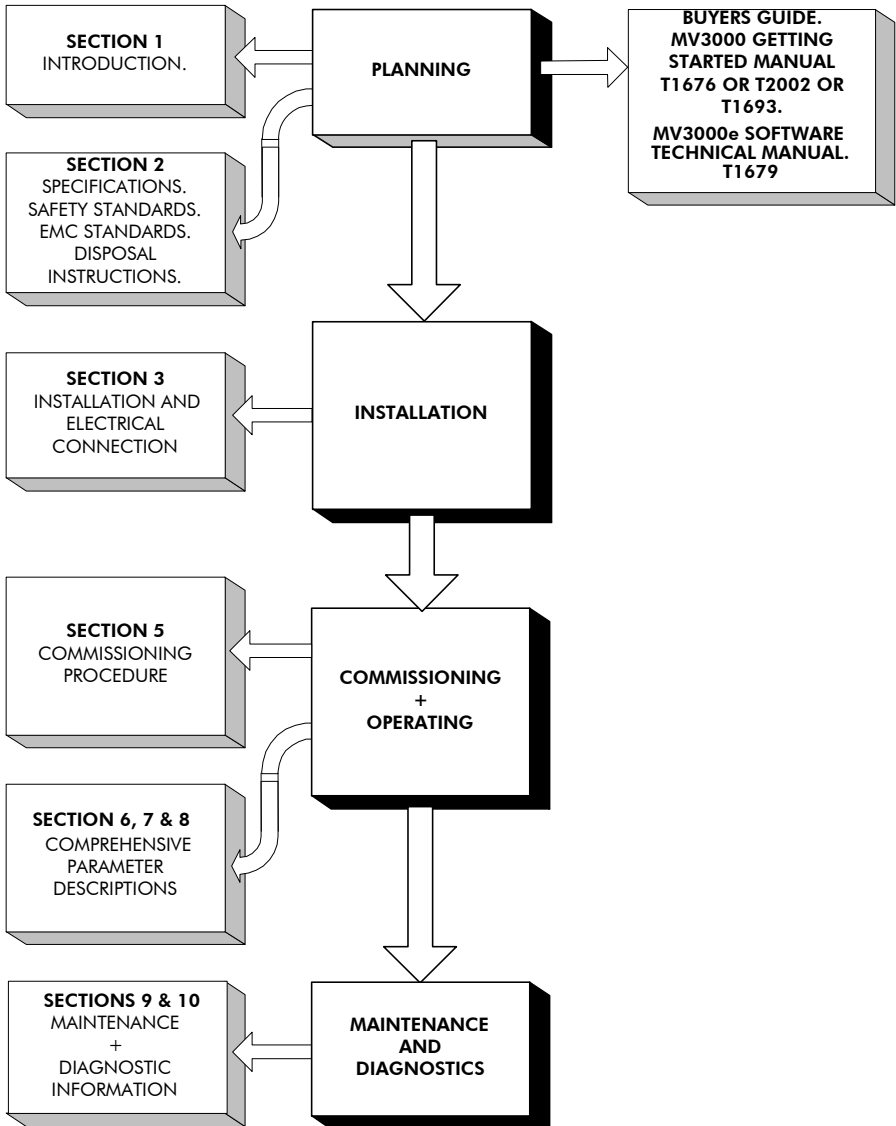 SECTION 1
INTRODUCTION.
PLANNING
BUYERS GUIDE.
MV3000 GETTING
STARTED MANUAL
T1676 OR T2002 OR
T1693.
MV3000e SOFTWARE
TECHNICAL MANUAL.
T1679
SECTION 2
SPECIFICATIONS.
SAFETY STANDARDS.
EMC STANDARDS.
DISPOSAL
INSTRUCTIONS.
SECTION 3
INSTALLATION AND
ELECTRICAL
CONNECTION
INSTALLATION
SECTION 5
COMMISSIONING
PROCEDURE
COMMISSIONING
+
OPERATING
SECTION 6, 7 & 8
COMPREHENSIVE
PARAMETER
DESCRIPTIONS
SECTIONS 9 & 10
MAINTENANCE
+
DIAGNOSTIC
INFORMATION
MAINTENANCE
AND
DIAGNOSTICS